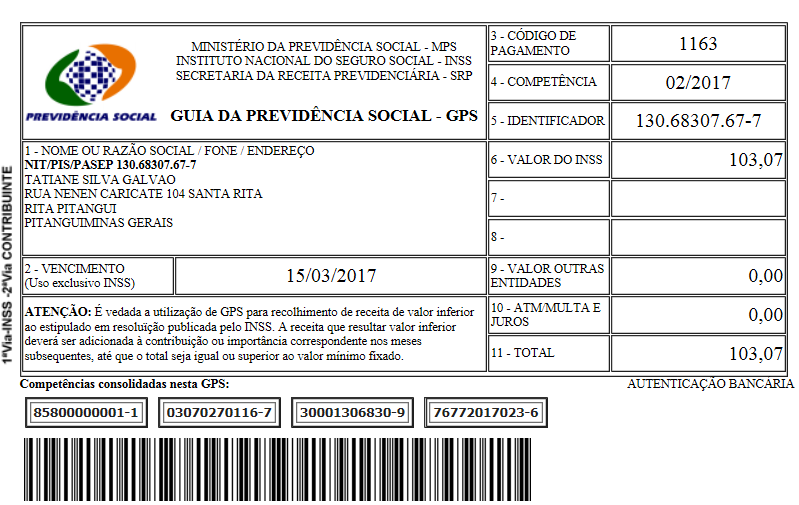 MINISTÉRIO DA PREVIDÊNCIA SOCIAL - MPS
INSTITUTO NACIONAL DO SEGURO SOCIAL - INSS
SECRETARIA DA RECEITA PREVIDENCIÁRIA - SRP
PREVIDÊNCIA SOCIAL
GUIA DA PREVIDÊNCIA SOCIAL - GPS
3 - CÓDIGO DE
PAGAMENTO
1163
4 - COMPETÊNCIA
02/2017
5 - IDENTIFICADOR
130.68307.67-7
1 - NOME OU RAZÃO SOCIAL / FONE / ENDEREÇO
NIT/PIS/PASEP 130.68307.67-7
TATIANE SILVA GALVAO
RUA NENEN CARICATE 104 SANTA RITA
RITA PITANGUI
PITANGUIMINAS GERAIS
6 - VALOR DO INSS
103,07
7 -
8 -
2 - VENCIMENTO
(Uso exclusivo INSS)
15/03/2017
9 - VALOR OUTRAS
ENTIDADES
0,00
ATENÇÃO: É vedada a utilização de GPS para recolhimento de receita de valor inferior
ao estipulado em resoluïção publicada pelo INSS. A receita que resultar valor inferior
deverá ser adicionada à contribuição ou importância correspondente nos meses
subsequentes, até que o total seja igual ou superior ao valor mínimo fixado.
10 - ATM/MULTA E
JUROS
0,00
11 - TOTAL
103,07
1ªVia-INSS -2ªVia CONTRIBUINTE
Competências consolidadas nesta GPS:
AUTENTICAÇÃO BANCÁRIA
85800000001-1 03070270116-7 30001306830-9 76772017023-6